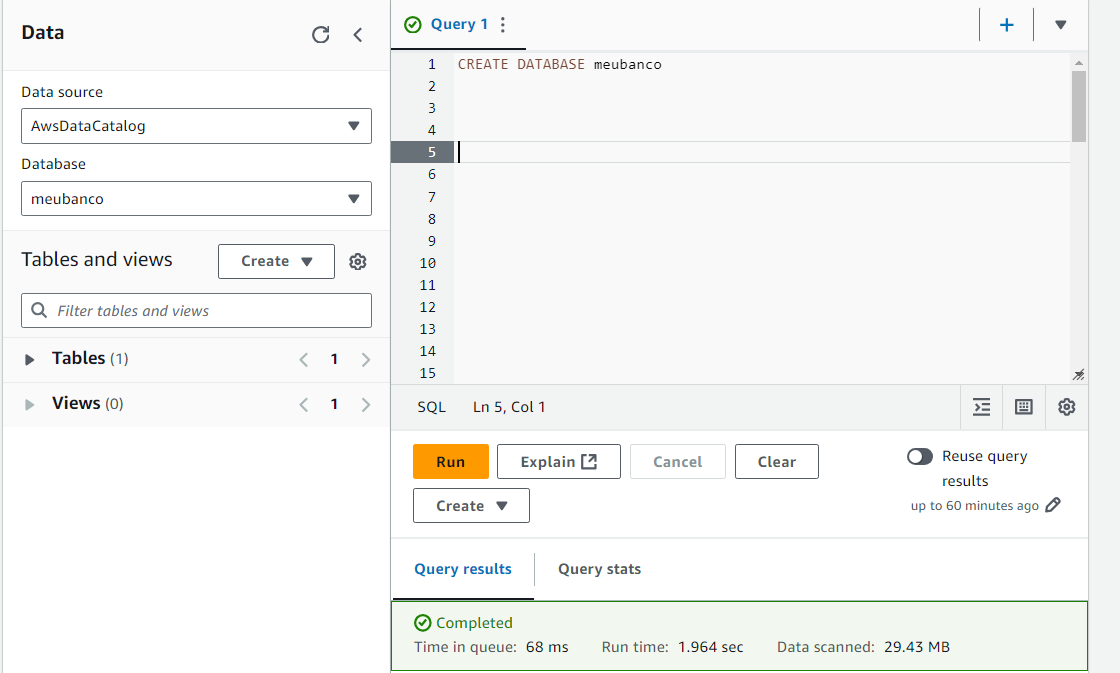 Data
Data source
AwsDataCatalog
Database
meubanco
Tables and views
Create
Filter tables and views
Tables (1)
1
Views (0)
1
Query 1
1 CREATE DATABASE meubanco
2
3
4
5
6
7
8
9
10
11
12
13
14
15
SQL Ln 5, Col 1
Run Explain Cancel Clear
Create
Reuse query
results
up to 60 minutes ago
Query results Query stats
Completed
Time in queue: 68 ms Run time: 1.964 sec Data scanned: 29.43 MB